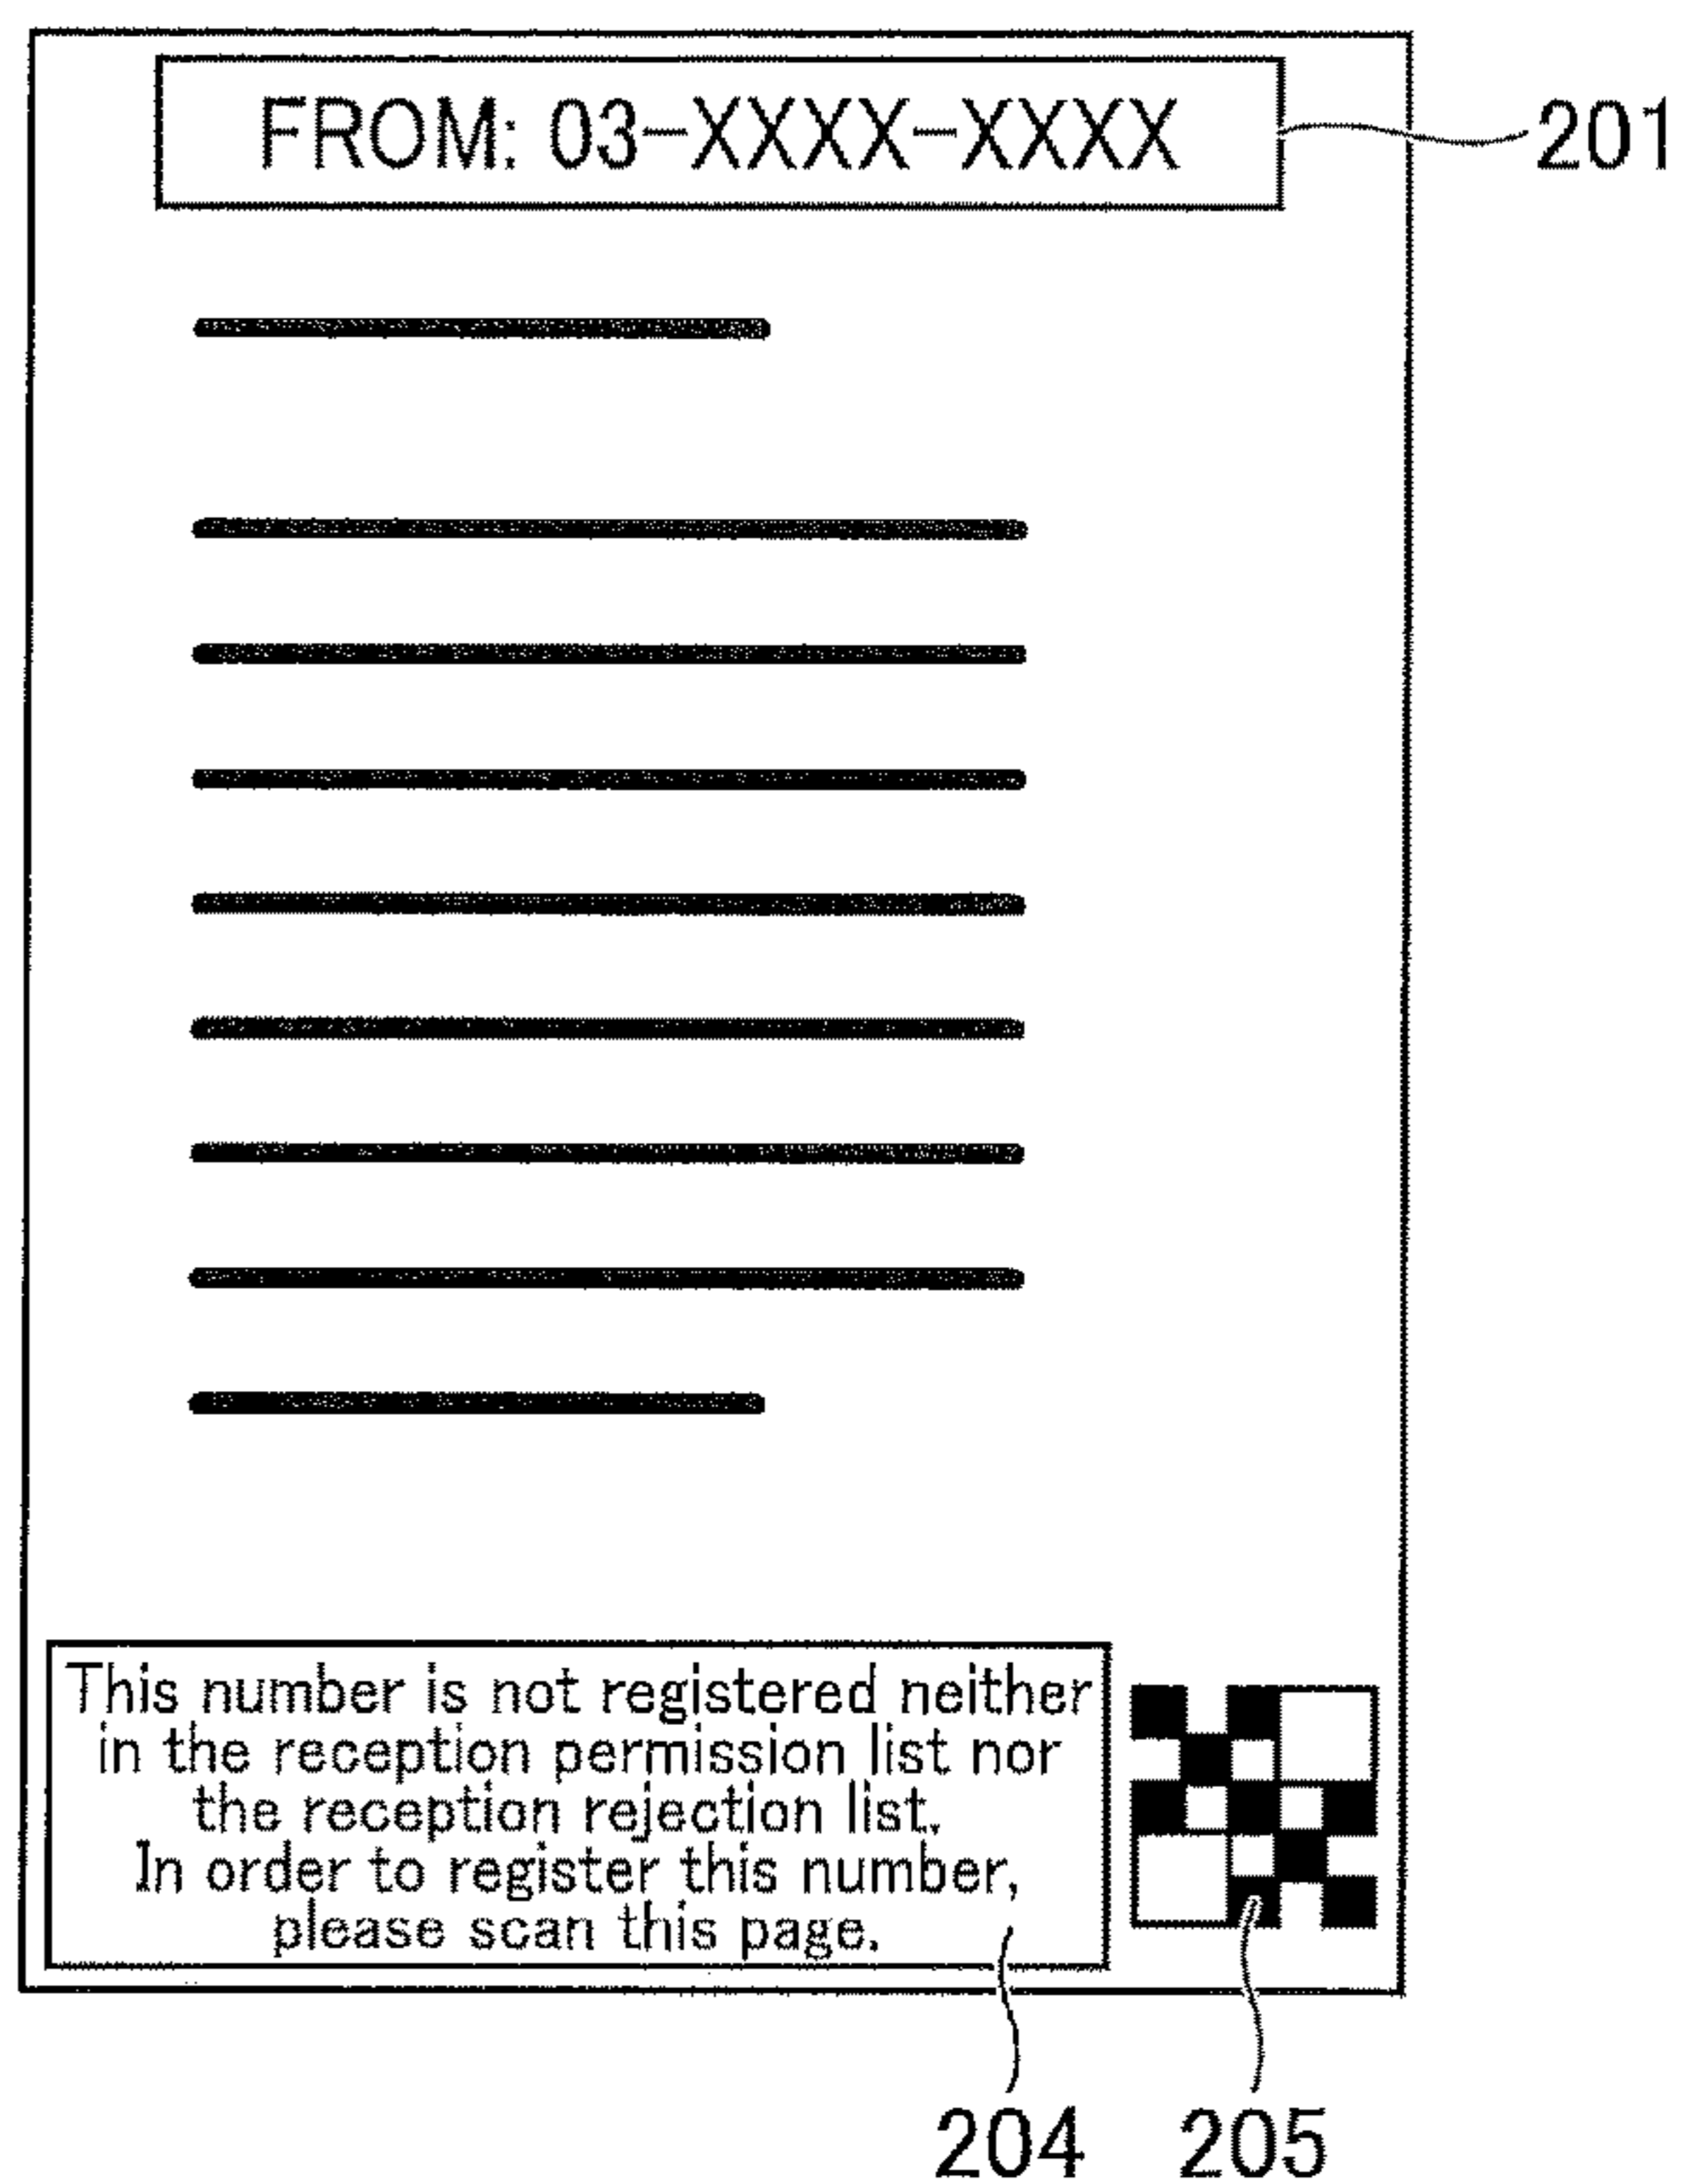 FROM: 03-XXXX-XXXX
201
This number is not registered neither
in the reception permission list nor
the reception rejection list.
In order to register this number,
please scan this page.
204
205